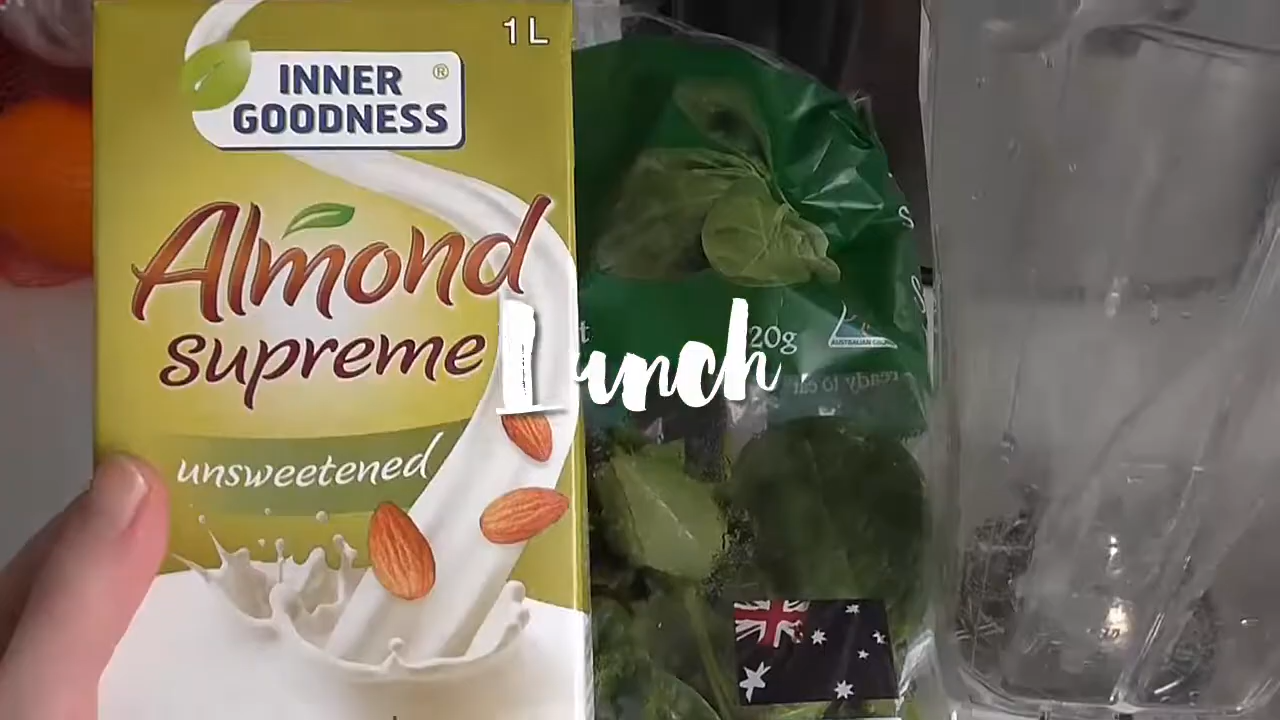 1L
INNER
GOODNESS
®
Almond
supreme
unsweetened
Lunch
20g
ready to eat